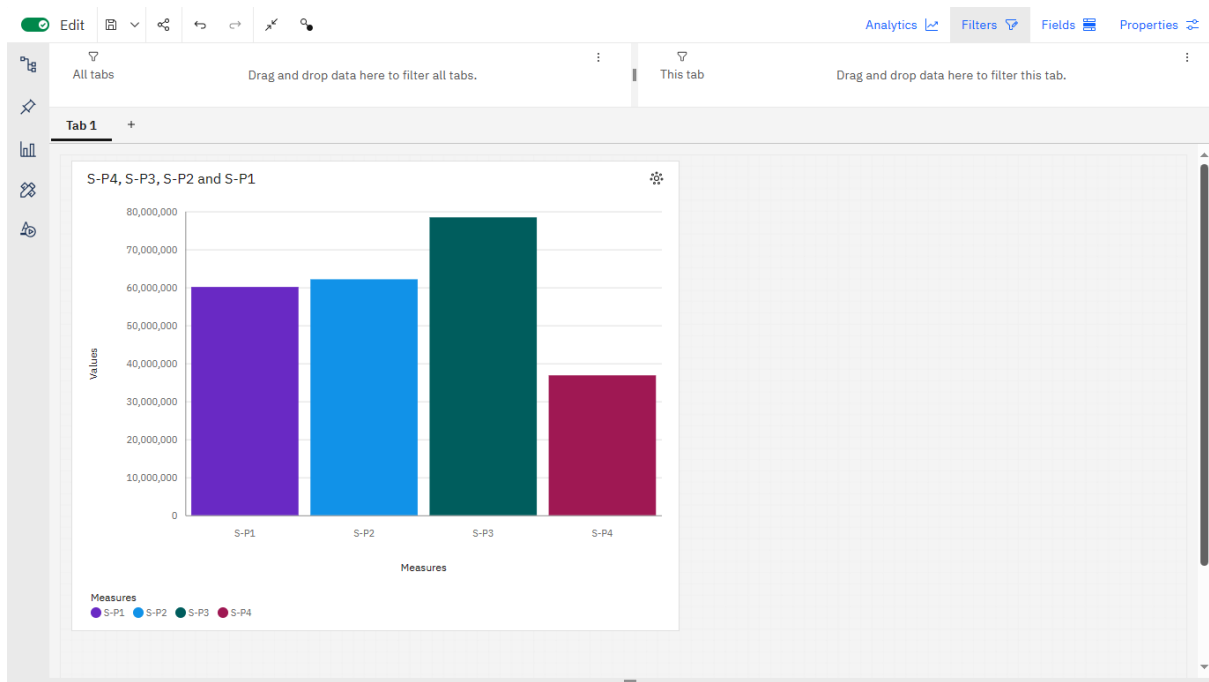 Edit
Analytics
Filters
Fields
Properties
All tabs
Drag and drop data here to filter all tabs.
This tab
Drag and drop data here to filter this tab.
Tab 1 +
S-P4, S-P3, S-P2 and S-P1
Values
80,000,000
70,000,000
60,000,000
50,000,000
40,000,000
30,000,000
20,000,000
10,000,000
0
S-P1 S-P2 S-P3 S-P4
Measures
Measures
S-P1 S-P2 S-P3 S-P4